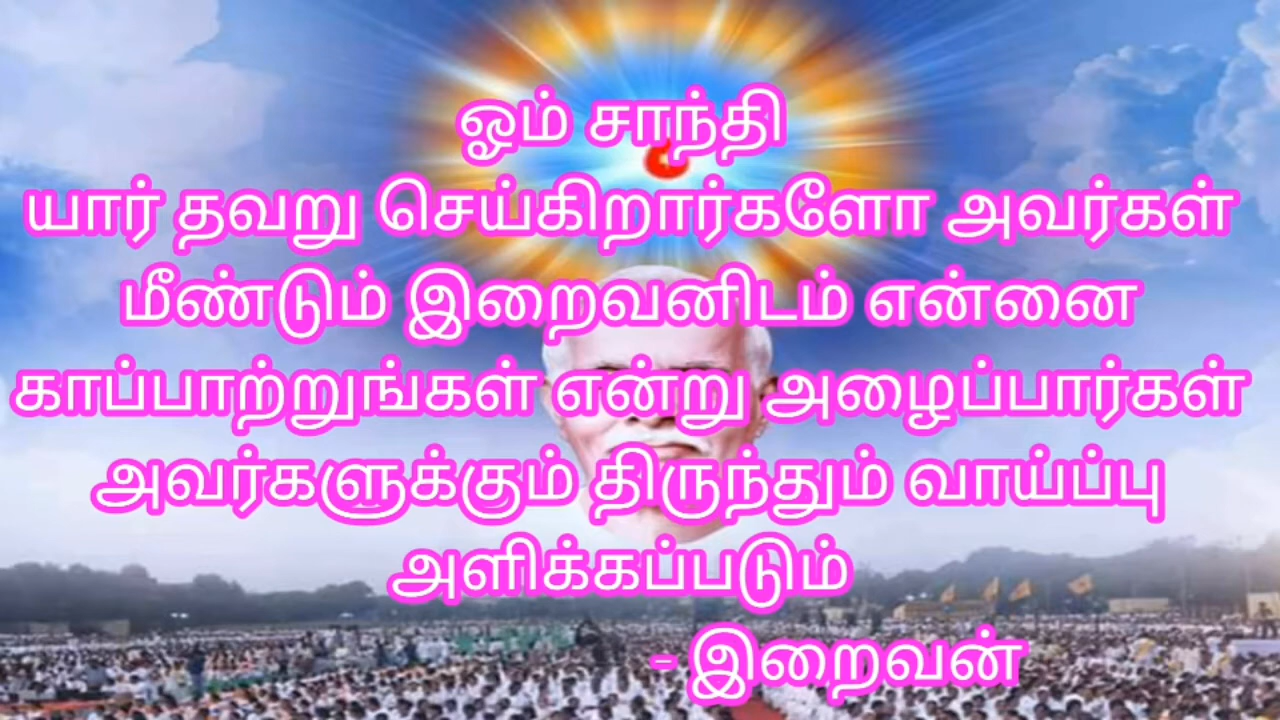 ஓம் சாந்தி
யார் தவறு செய்கிறார்களோ அவர்கள்
மீண்டும் இறைவனிடம் என்னை
காப்பாற்றுங்கள் என்று அழைப்பார்கள்
அவர்களுக்கும் திருந்தும் வாய்ப்பு
அளிக்கப்படும்
- இறைவன்